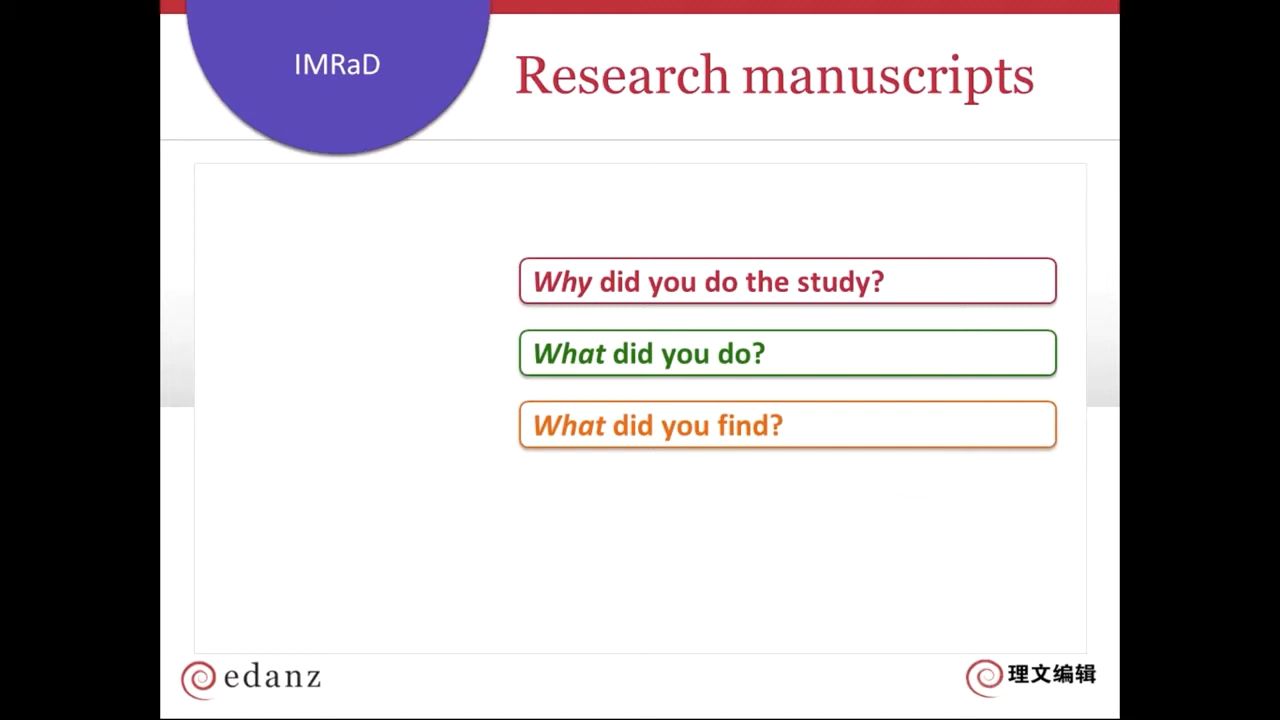 IMRaD
Research manuscripts
Why did you do the study?
What did you do?
What did you find?
edanz
理文编辑